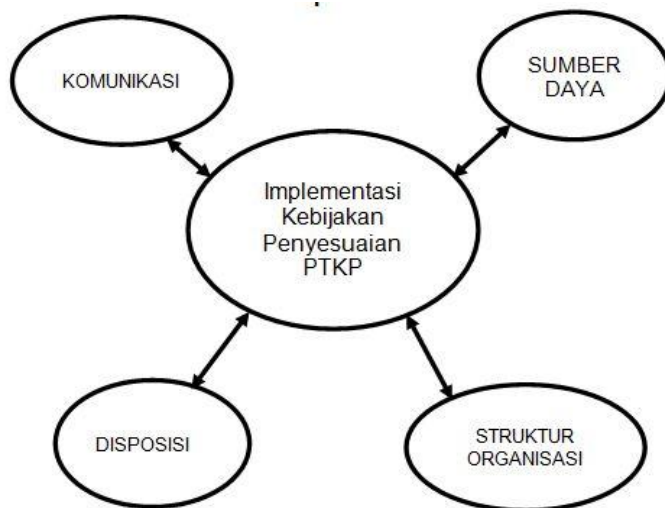 KOMUNIKASI
SUMBER
DAYA
Implementasi
Kebijakan
Penyesuaian
PTKP
DISPOSISI
STRUKTUR
ORGANISASI